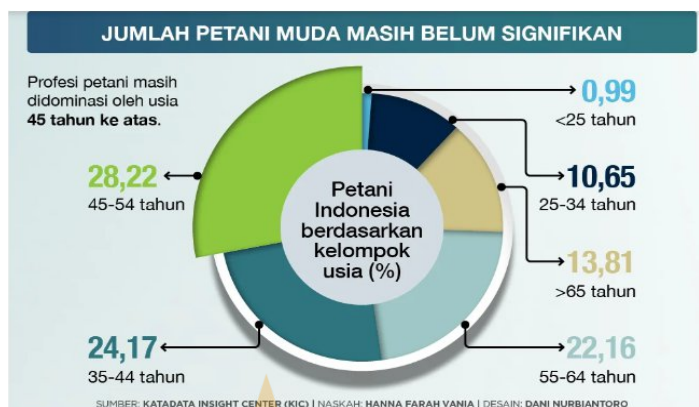 JUMLAH PETANI MUDA MASIH BELUM SIGNIFIKAN
Profesi petani masih
didominasi oleh usia
45 tahun ke atas.
28,22
45-54 tahun
24,17
35-44 tahun
Petani
Indonesia
berdasarkan
kelompok
usia (%)
0,99
<25 tahun
10,65
25-34 tahun
13,81
>65 tahun
22,16
55-64 tahun
SUMBER: KATADATA INSIGHT CENTER (KIC) | NASKAH: HANNA FARAH VANIA | DESAIN: DANI NURBIANTORO